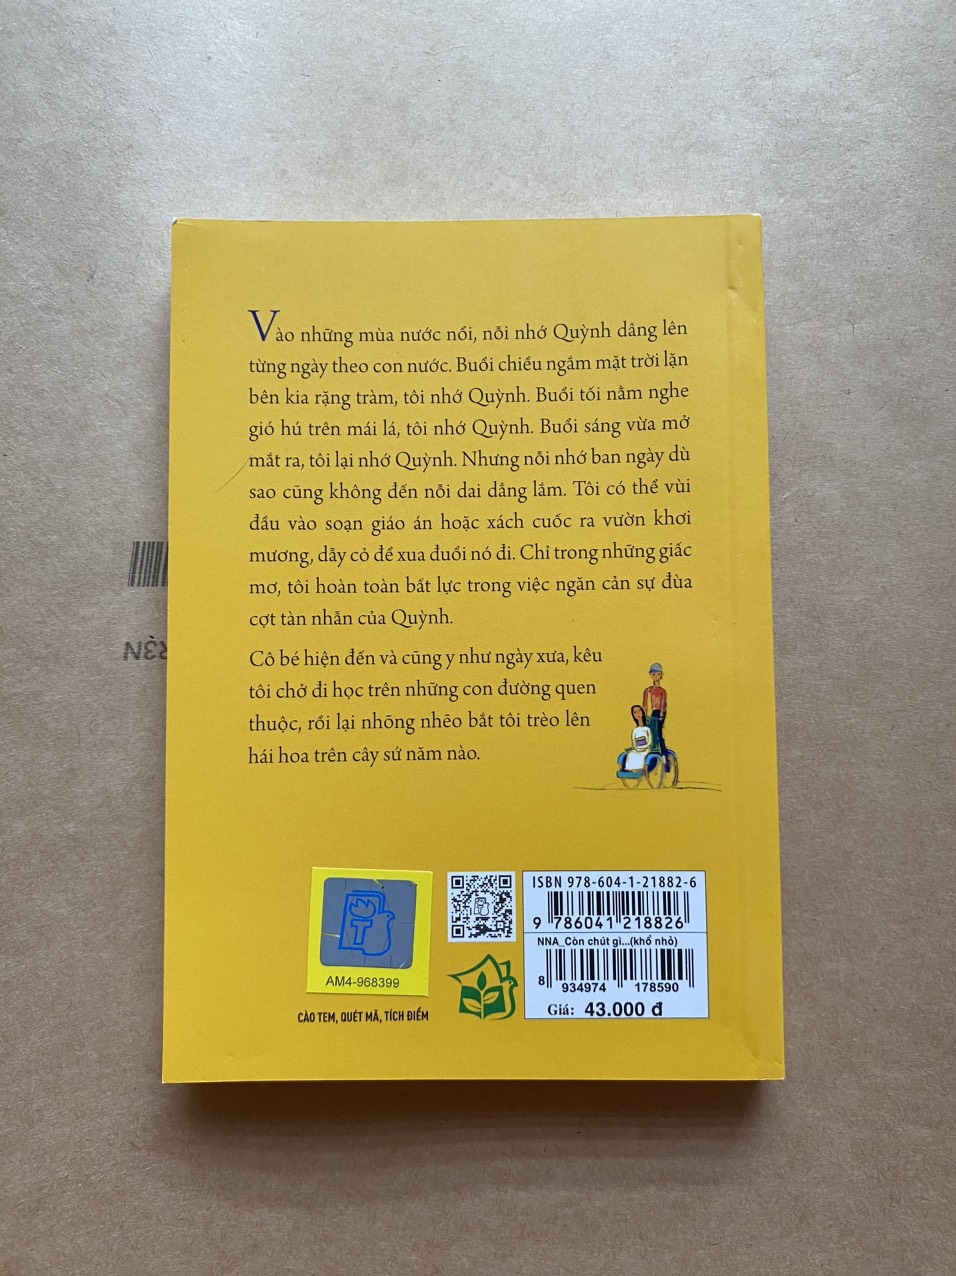 Vào những mùa nước nổi, nỗi nhớ Quỳnh dâng lên
từng ngày theo con nước. Buổi chiều ngắm mặt trời lặn
bên kia rặng tràm, tôi nhớ Quỳnh. Buổi tối nằm nghe
gió hú trên mái lá, tôi nhớ Quỳnh. Buổi sáng vừa mở
mắt ra, tôi lại nhớ Quỳnh. Nhưng nỗi nhớ ban ngày dù
sao cũng không đến nỗi dai dẳng lắm. Tôi có thể vùi
đầu vào soạn giáo án hoặc xách cuốc ra vườn khơi
mương, dẫy cỏ để xua đuổi nó đi. Chỉ trong những giấc
mơ, tôi hoàn toàn bất lực trong việc ngăn cản sự đùa
cợt tàn nhẫn của Quỳnh.
Cô bé hiện đến và cũng y như ngày xưa, kêu
tôi chở đi học trên những con đường quen
thuộc, rồi lại nhõng nhẽo bắt tôi trèo lên
hái hoa trên cây sứ năm nào.
T
AM4-968399
CÀO TEM, QUÉT MÃ, TÍCH ĐIỂM
ISBN 978-604-1-21882-6
9 786041 218826
NNA_Còn chút gì...(khổ nhỏ)
8 934974 178590
Giá: 43.000 đ